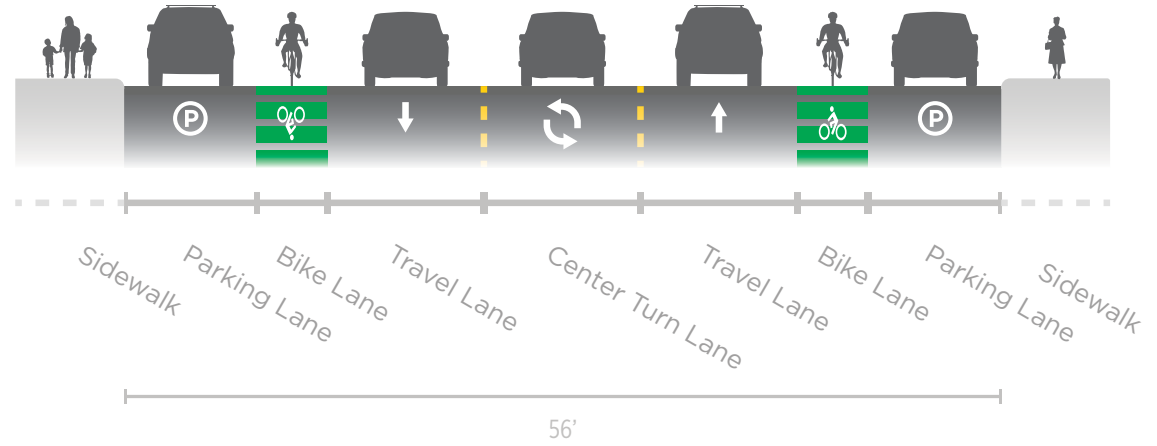 P
P
Sidewalk
Parking Lane
Bike Lane
Travel Lane
Center Turn Lane
Travel Lane
Bike Lane
Parking Lane
Sidewalk
56’